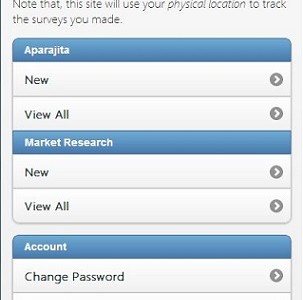 Note that, this site will use your physical location to track
the surveys you made.
Aparajita
New
View All
Market Research
New
View All
Account
Change Password